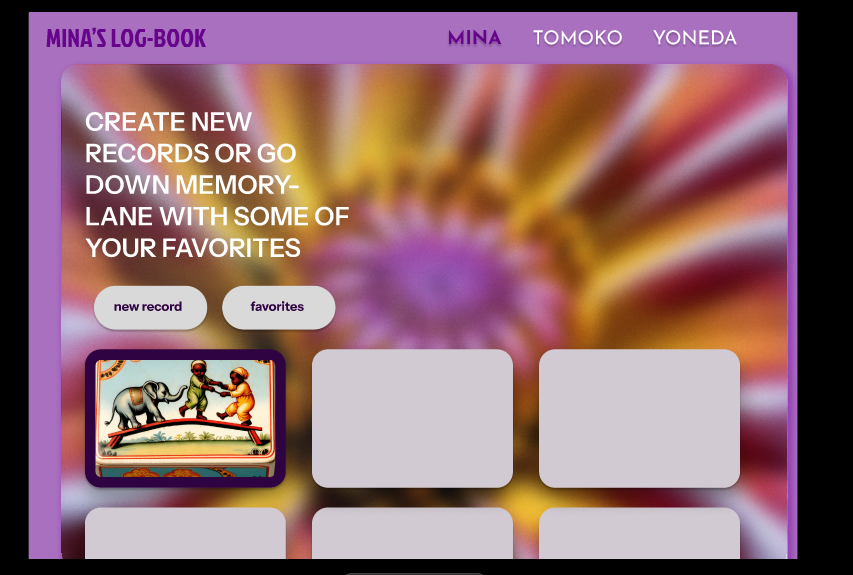 MINA'S LOG-BOOK
MINA TOMOKO YONEDA
CREATE NEW
RECORDS OR GO
DOWN MEMORY-
LANE WITH SOME OF
YOUR FAVORITES
new record
favorites